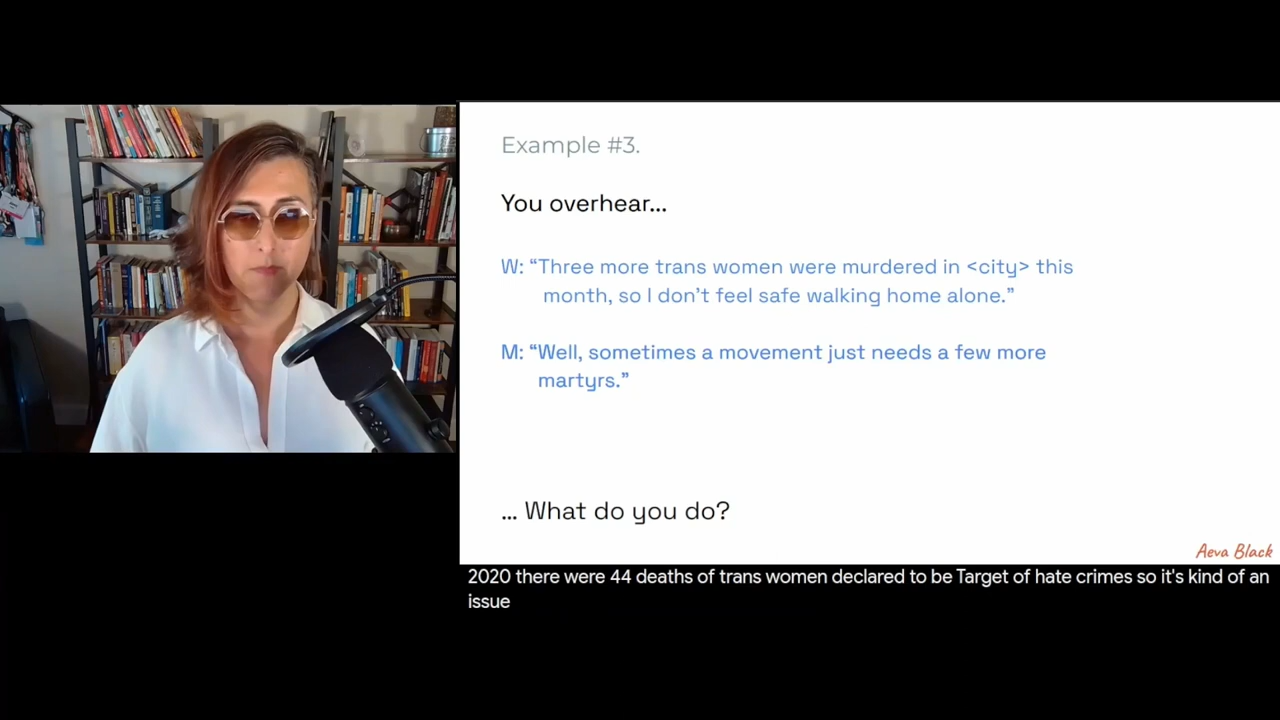 Example #3.
You overhear...
W: “Three more trans women were murdered in <city> this
month, so I don’t feel safe walking home alone.”
M: “Well, sometimes a movement just needs a few more
martyrs.”
... What do you do?
Aeva Black
2020 there were 44 deaths of trans women declared to be Target of hate crimes so it's kind of an
issue